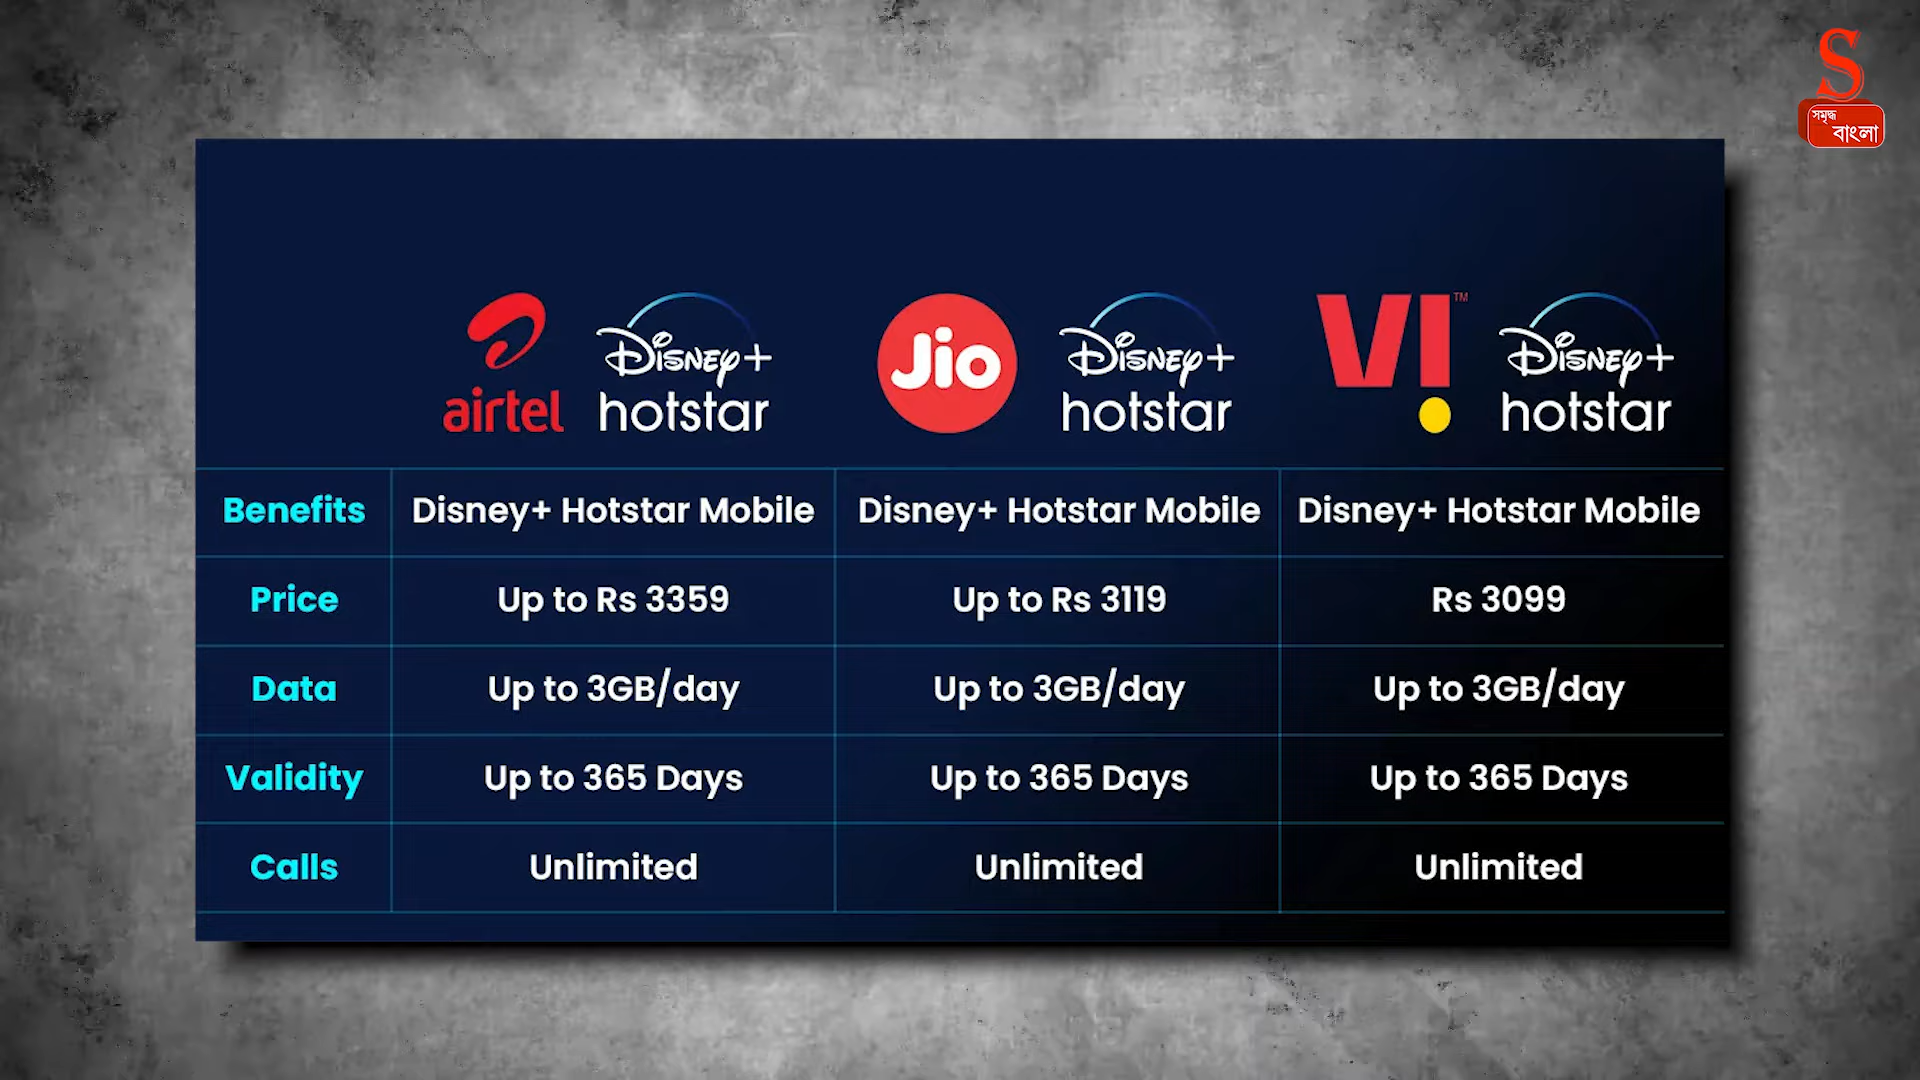 S
সমৃদ্ধ
বাংলা
airtel Disney+ hotstar Jio Disney+ hotstar VI™ Disney+ hotstar
Benefits Disney+ Hotstar Mobile Disney+ Hotstar Mobile Disney+ Hotstar Mobile
Price Up to Rs 3359 Up to Rs 3119 Rs 3099
Data Up to 3GB/day Up to 3GB/day Up to 3GB/day
Validity Up to 365 Days Up to 365 Days Up to 365 Days
Calls Unlimited Unlimited Unlimited